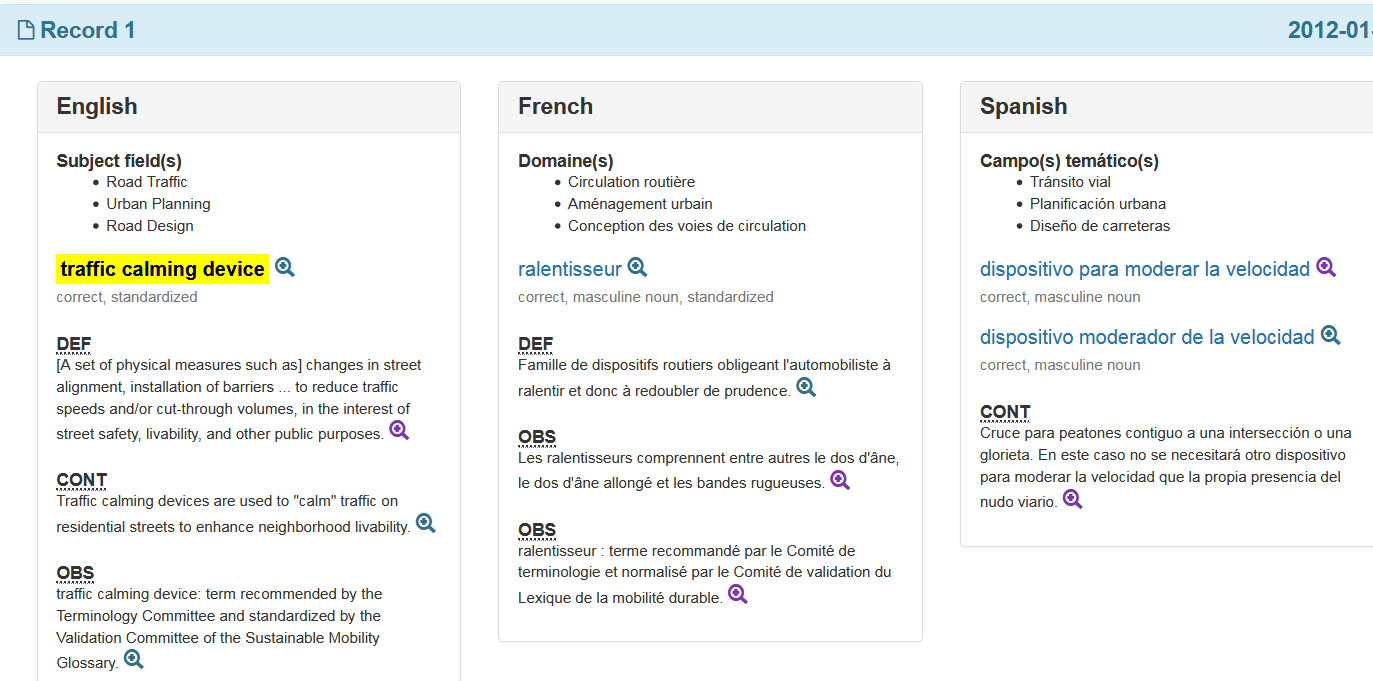 Record 1
2012-01-
English
Subject field(s)
Road Traffic
Urban Planning
Road Design
traffic calming device
correct, standardized
DEF
[A set of physical measures such as] changes in street
alignment, installation of barriers ... to reduce traffic
speeds and/or cut-through volumes, in the interest of
street safety, livability, and other public purposes.
CONT
Traffic calming devices are used to "calm" traffic on
residential streets to enhance neighborhood livability.
OBS
traffic calming device: term recommended by the
Terminology Committee and standardized by the
Validation Committee of the Sustainable Mobility
Glossary.
French
Domaine(s)
Circulation routière
Aménagement urbain
Conception des voies de circulation
ralentisseur
correct, masculine noun, standardized
DEF
Famille de dispositifs routiers obligeant l'automobiliste à
ralentir et donc à redoubler de prudence.
OBS
Les ralentisseurs comprennent entre autres le dos d'âne,
le dos d'âne allongé et les bandes rugueuses.
OBS
ralentisseur : terme recommandé par le Comité de
terminologie et normalisé par le Comité de validation du
Lexique de la mobilité durable.
Spanish
Campo(s) temático(s)
Tránsito vial
Planificación urbana
Diseño de carreteras
dispositivo para moderar la velocidad
correct, masculine noun
dispositivo moderador de la velocidad
correct, masculine noun
CONT
Cruce para peatones contiguo a una intersección o una
glorieta. En este caso no se necesitará otro dispositivo
para moderar la velocidad que la propia presencia del
nudo viario.